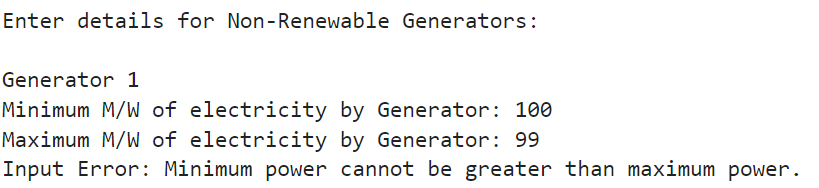 Enter details for Non-Renewable Generators:
Generator 1
Minimum M/W of electricity by Generator: 100
Maximum M/W of electricity by Generator: 99
Input Error: Minimum power cannot be greater than maximum power.